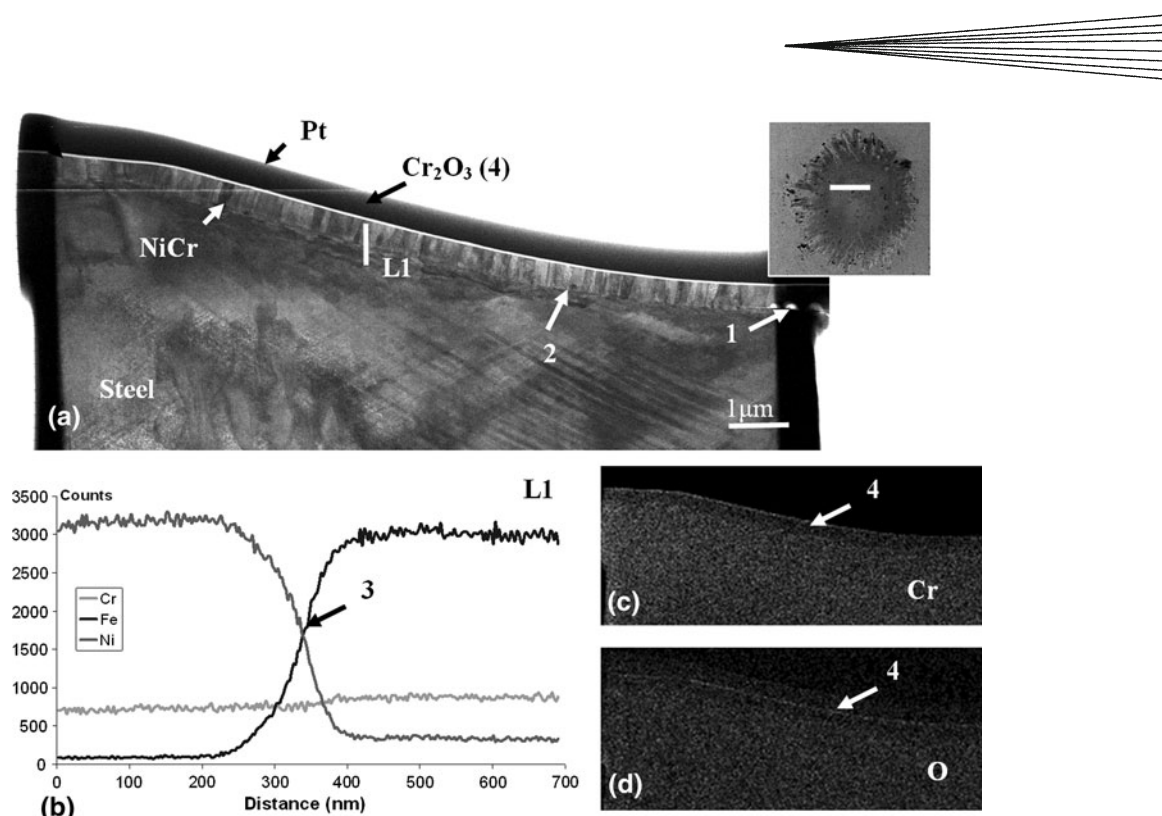 Pt
Cr₂O₃ (4)
NiCr
L1
2
1
Steel
(a)
1µm
Counts
L1
3500
3000
2500
2000
1500
1000
500
0
3
Cr
Fe
Ni
0 100 200 300 400 500 600 700
Distance (nm)
(b)
4
Cr
(c)
4
O
(d)